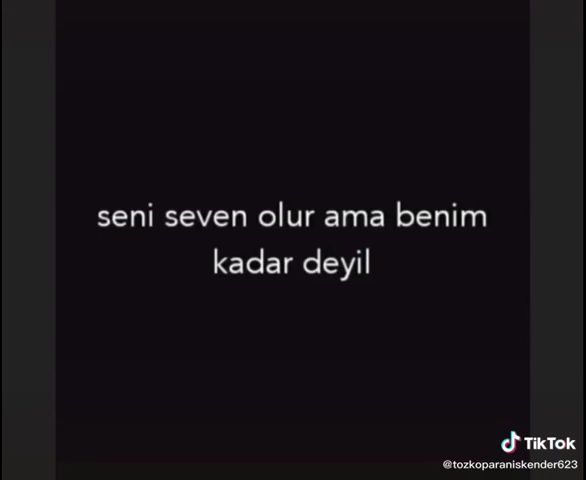 seni seven olur ama benim
kadar deyil
TikTok
@tozkoparaniskender623